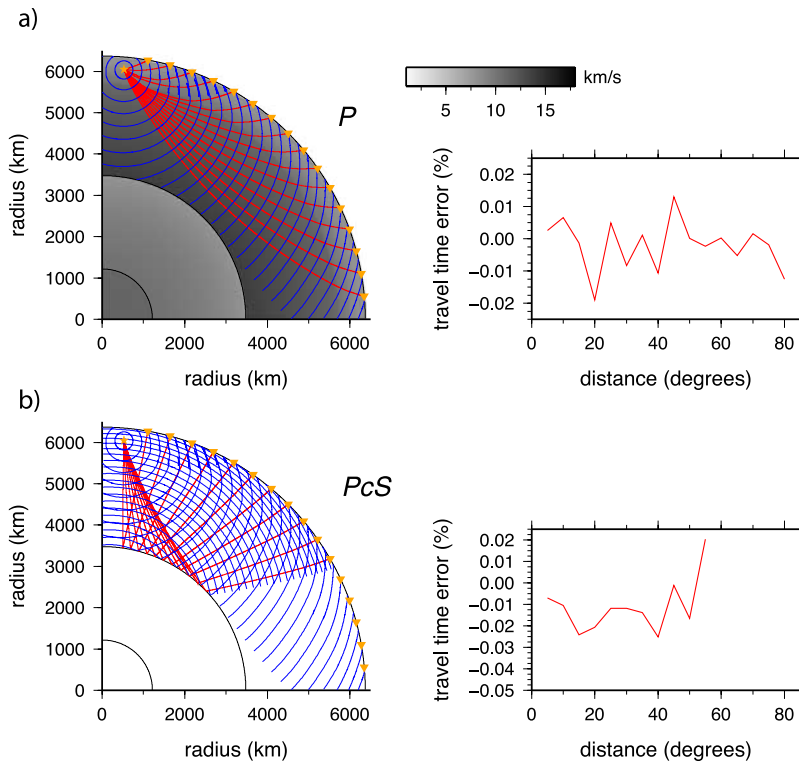 a)
6000
5000
4000
3000
2000
1000
0
radius (km)
0 2000 4000 6000
radius (km)
P
5 10 15
km/s
0.02
0.01
0.00
−0.01
−0.02
travel time error (%)
0 20 40 60 80
distance (degrees)
b)
6000
5000
4000
3000
2000
1000
0
radius (km)
0 2000 4000 6000
radius (km)
PcS
0.02
0.01
0.00
−0.01
−0.02
−0.03
−0.04
−0.05
travel time error (%)
0 20 40 60 80
distance (degrees)